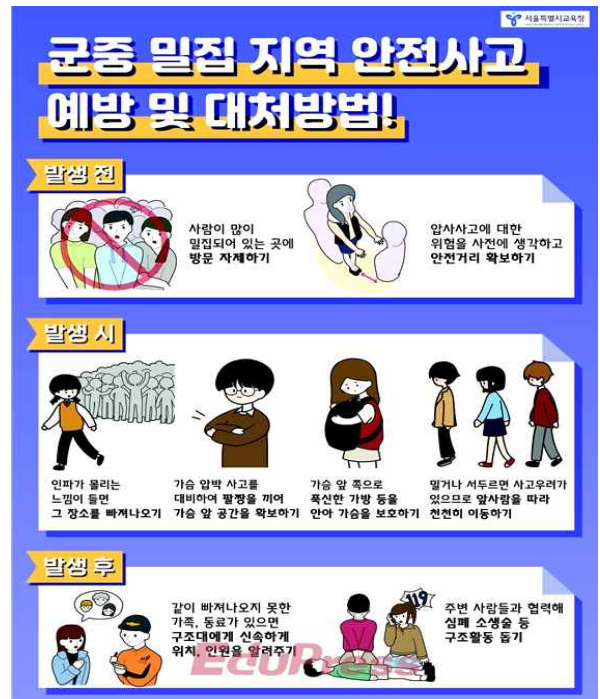 서울특별시교육청
군중 밀집 지역 안전사고
예방 및 대처방법!
발생 전
사람이 많이
밀집되어 있는 곳에
방문 자제하기
압사사고에 대한
위험을 사전에 생각하고
안전거리 확보하기
발생 시
인파가 몰리는
느낌이 들면
그 장소를 빠져나오기
가슴 압박 사고를
대비하여 팔짱을 끼어
가슴 앞 공간을 확보하기
가슴 앞 쪽으로
푹신한 가방 등을
안아 가슴을 보호하기
밀거나 서두르면 사고우려가
있으므로 앞사람을 따라
천천히 이동하기
발생 후
같이 빠져나오지 못한
가족, 동료가 있으면
구조대에게 신속하게
위치, 인원을 알려주기
119
주변 사람들과 협력해
심폐 소생술 등
구조활동 돕기
EduPress